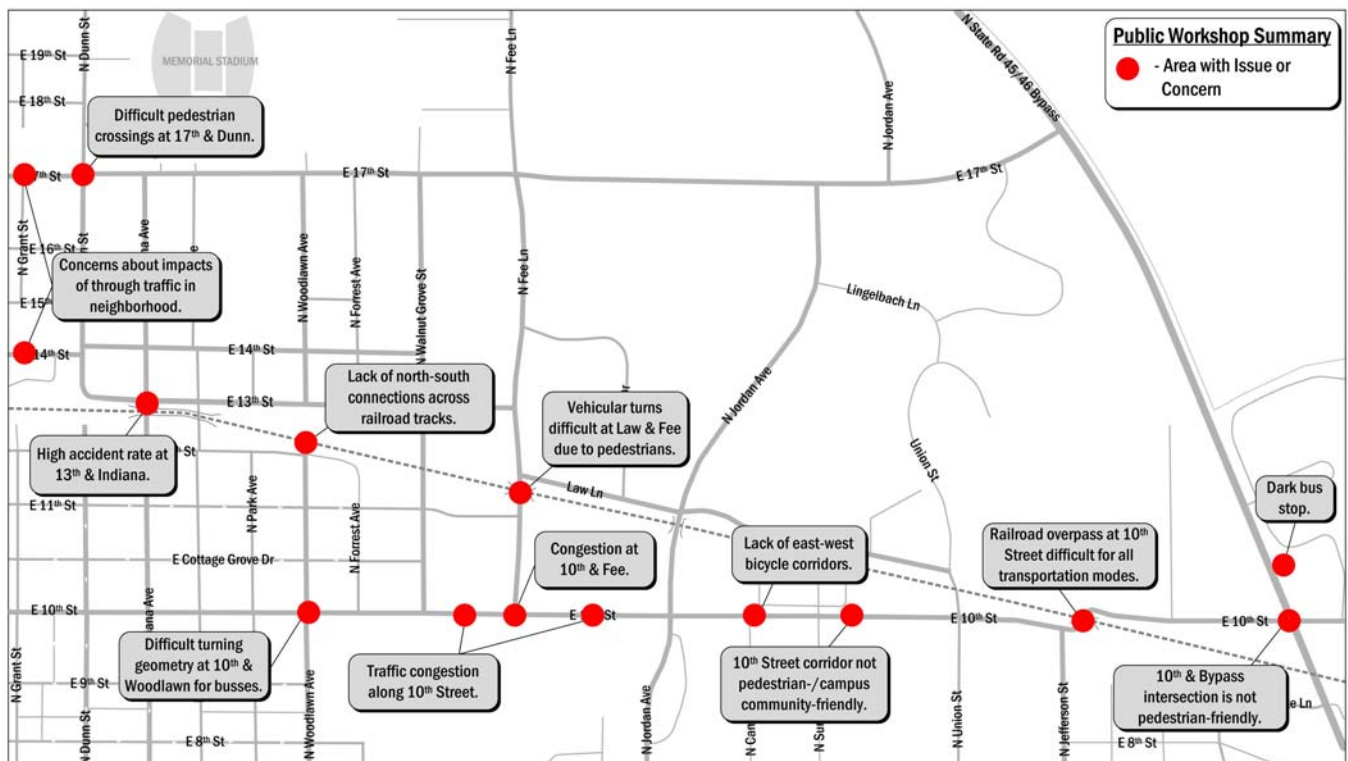 Public Workshop Summary
- Area with Issue or
Concern
MEMORIAL STADIUM
N Dunn St
E 19th St
E 18th St
N Fee Ln
N Jordan Ave
N State Rd 45/46 Bypass
Difficult pedestrian
crossings at 17th & Dunn.
7th St
E 17th St
E 17th St
N Grant St
E 16th St
Concerns about impacts
of through traffic in
neighborhood.
E 15th
14th St
N Woodlawn Ave
N Forrest Ave
N Walnut Grove St
N Fee Ln
Lingelbach Ln
E 14th St
E 13th St
Lack of north-south
connections across
railroad tracks.
N Jordan Ave
Vehicular turns
difficult at Law & Fee
due to pedestrians.
High accident rate at
13th & Indiana.
Law Ln
Union St
E 11th St
N Park Ave
N Forrest Ave
E Cottage Grove Dr
Dark bus
stop.
Congestion at
10th & Fee.
Lack of east-west
bicycle corridors.
Railroad overpass at 10th
Street difficult for all
transportation modes.
E 10th St
E 10th St
E 10th St
Difficult turning
geometry at 10th &
Woodlawn for busses.
Traffic congestion
along 10th Street.
10th Street corridor not
pedestrian-/campus
community-friendly.
10th & Bypass
intersection is not
pedestrian-friendly.
N Grant St
E 9th St
N Dunn St
N Woodlawn Ave
N Jordan Ave
N Union St
N Jefferson St
E 8th St
E 8th St